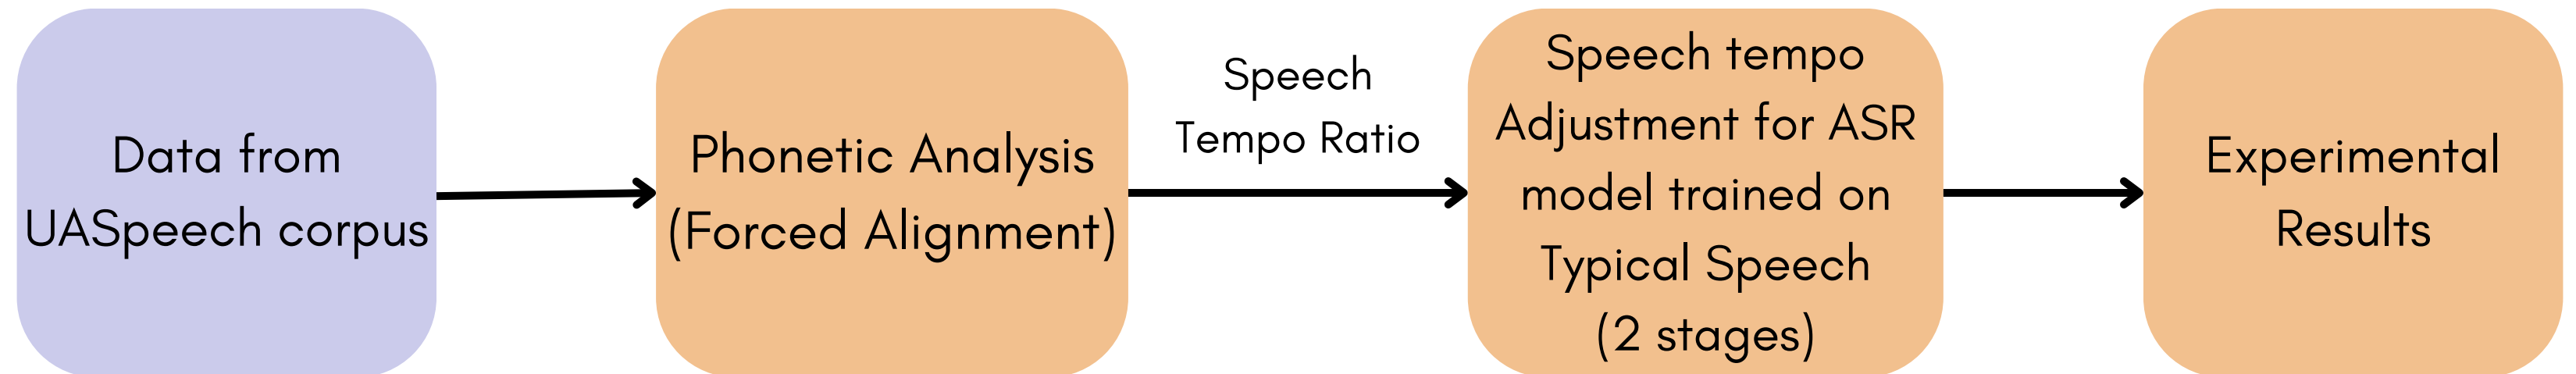 Data from
UASpeech corpus
Phonetic Analysis
(Forced Alignment)
Speech
Tempo Ratio
Speech tempo
Adjustment for ASR
model trained on
Typical Speech
(2 stages)
Experimental
Results